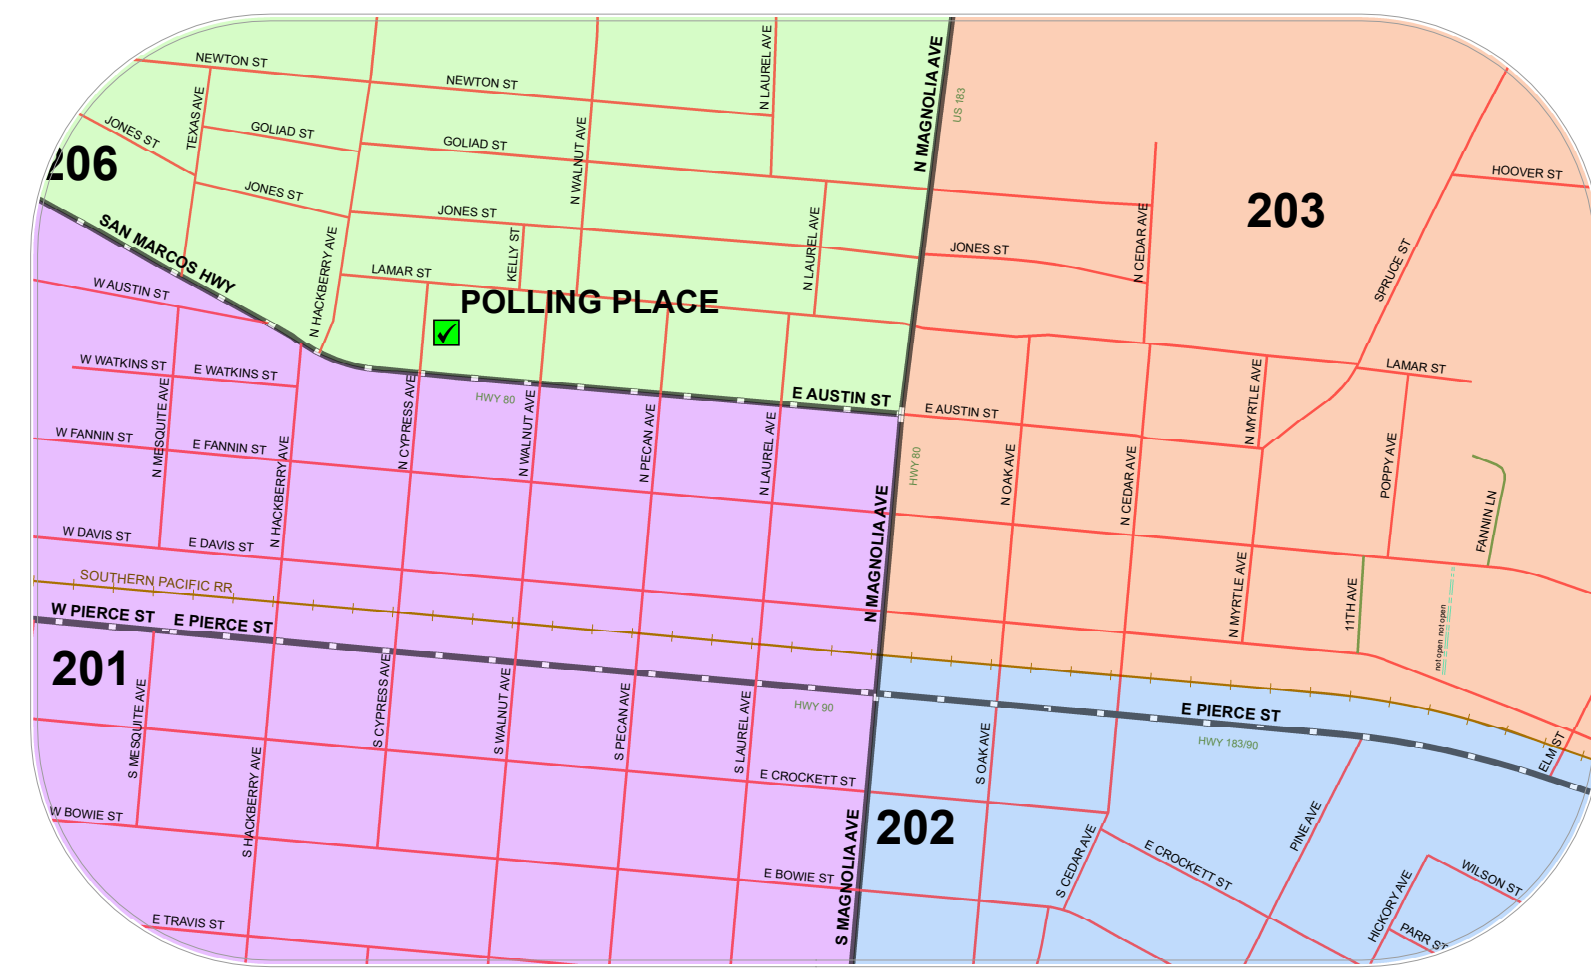 NEWTON ST
NEWTON ST
N LAUREL AVE
N MAGNOLIA AVE
US 183
TEXAS AVE
JONES ST
GOLIAD ST
GOLIAD ST
N WALNUT AVE
206
HOOVER ST
JONES ST
JONES ST
203
N CEDAR AVE
SAN MARCOS HWY
N HACKBERRY AVE
KELLY ST
N LAUREL AVE
JONES ST
SPRUCE ST
LAMAR ST
W AUSTIN ST
POLLING PLACE
W WATKINS ST
E WATKINS ST
LAMAR ST
HWY 80
E AUSTIN ST
E AUSTIN ST
N MESQUITE AVE
N CYPRESS AVE
N WALNUT AVE
N PECAN AVE
N LAUREL AVE
N MYRTLE AVE
W FANNIN ST
E FANNIN ST
N HACKBERRY AVE
HWY 80
N OAK AVE
N CEDAR AVE
POPPY AVE
FANNIN LN
W DAVIS ST
E DAVIS ST
N MAGNOLIA AVE
N MYRTLE AVE
11TH AVE
not open not open
SOUTHERN PACIFIC RR
W PIERCE ST
E PIERCE ST
201
S MESQUITE AVE
S CYPRESS AVE
S WALNUT AVE
S PECAN AVE
S LAUREL AVE
HWY 90
E PIERCE ST
HWY 183/90
S OAK AVE
ELM ST
S HACKBERRY AVE
E CROCKETT ST
W BOWIE ST
202
S CEDAR AVE
E CROCKETT ST
PINE AVE
WILSON ST
E BOWIE ST
S MAGNOLIA AVE
HICKORY AVE
PARR ST
E TRAVIS ST